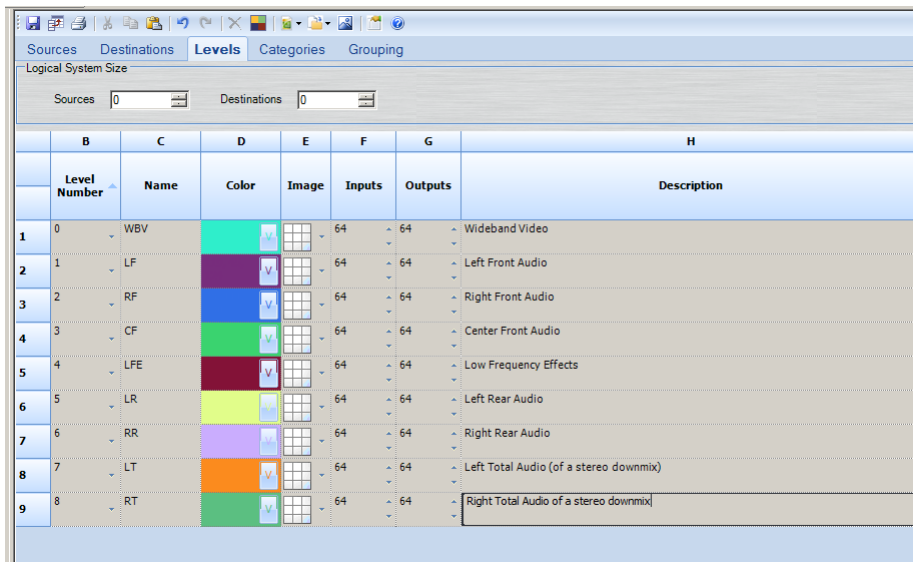 Sources Destinations Levels Categories Grouping
Logical System Size
Sources 0 Destinations 0
B C D E F G H
Level Number Name Color Image Inputs Outputs Description
1 0 WBV V 64 64 Wideband Video
2 1 LF V 64 64 Left Front Audio
3 2 RF V 64 64 Right Front Audio
4 3 CF V 64 64 Center Front Audio
5 4 LFE V 64 64 Low Frequency Effects
6 5 LR V 64 64 Left Rear Audio
7 6 RR V 64 64 Right Rear Audio
8 7 LT V 64 64 Left Total Audio (of a stereo downmix)
9 8 RT V 64 64 Right Total Audio of a stereo downmix